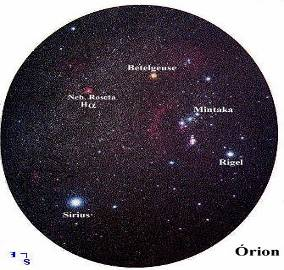 Betelgeuse
Neb. Roseta
Hα
Mintaka
Rigel
Sirius
Órion
E
S